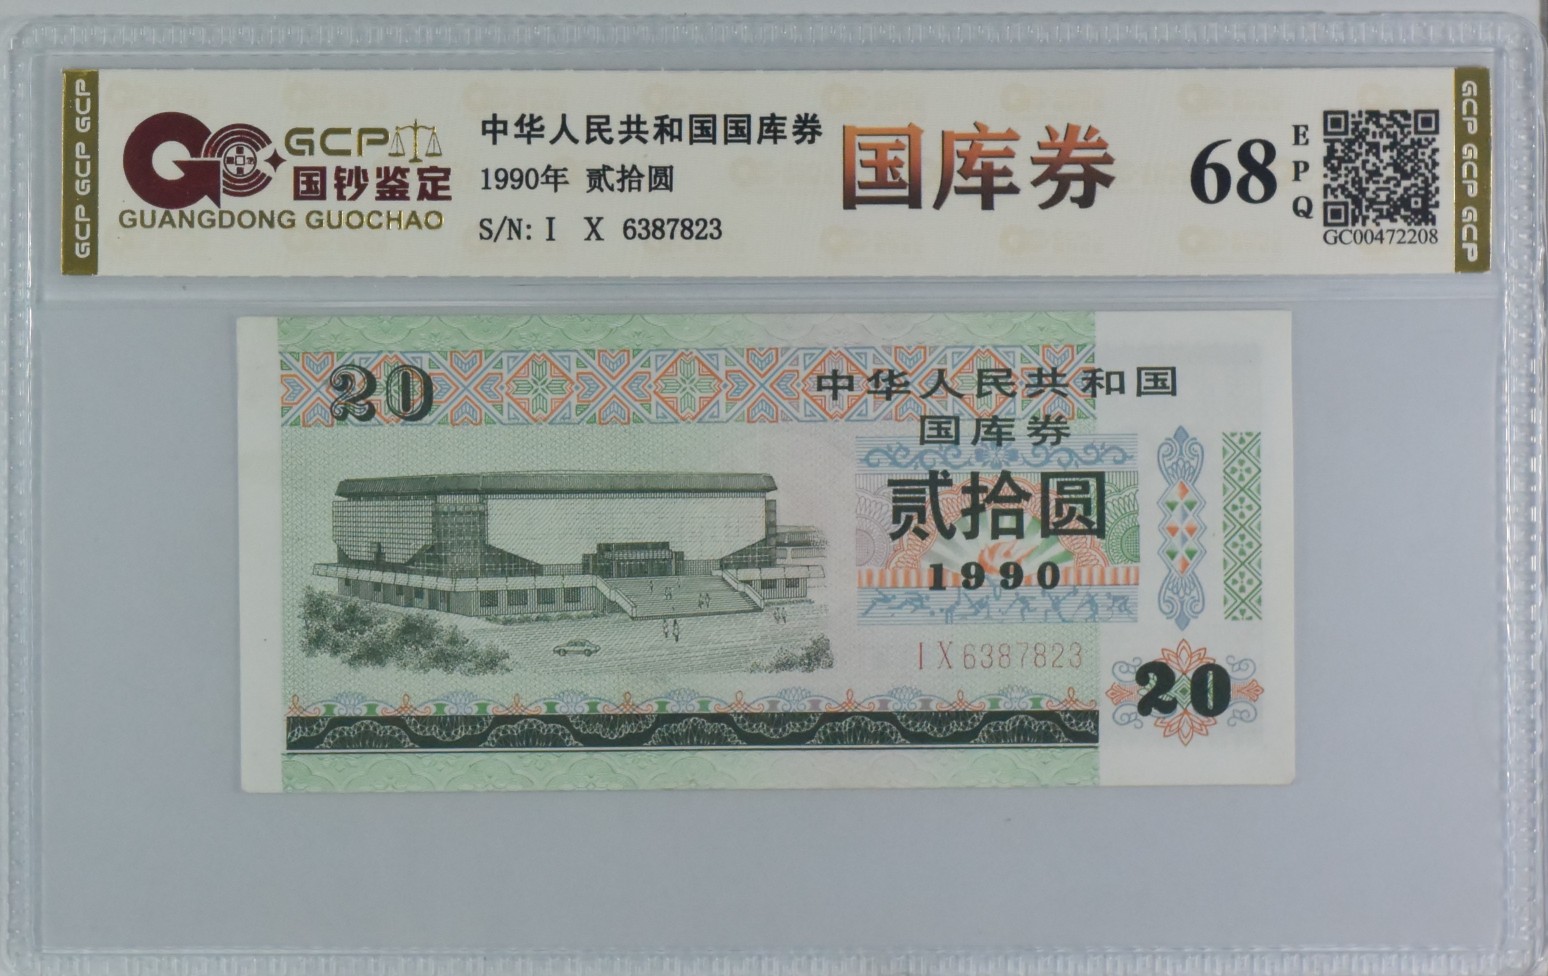 GCP GCP GCP
GCP
国钞鉴定
GUANGDONG GUOCHAO
中华人民共和国国库券
1990年 贰拾圆
S/N: I X 6387823
国库券
68
EPQ
GC00472208
GCP GCP GCP
20
中华人民共和国
国库券
贰拾圆
1990
IX6387823
20